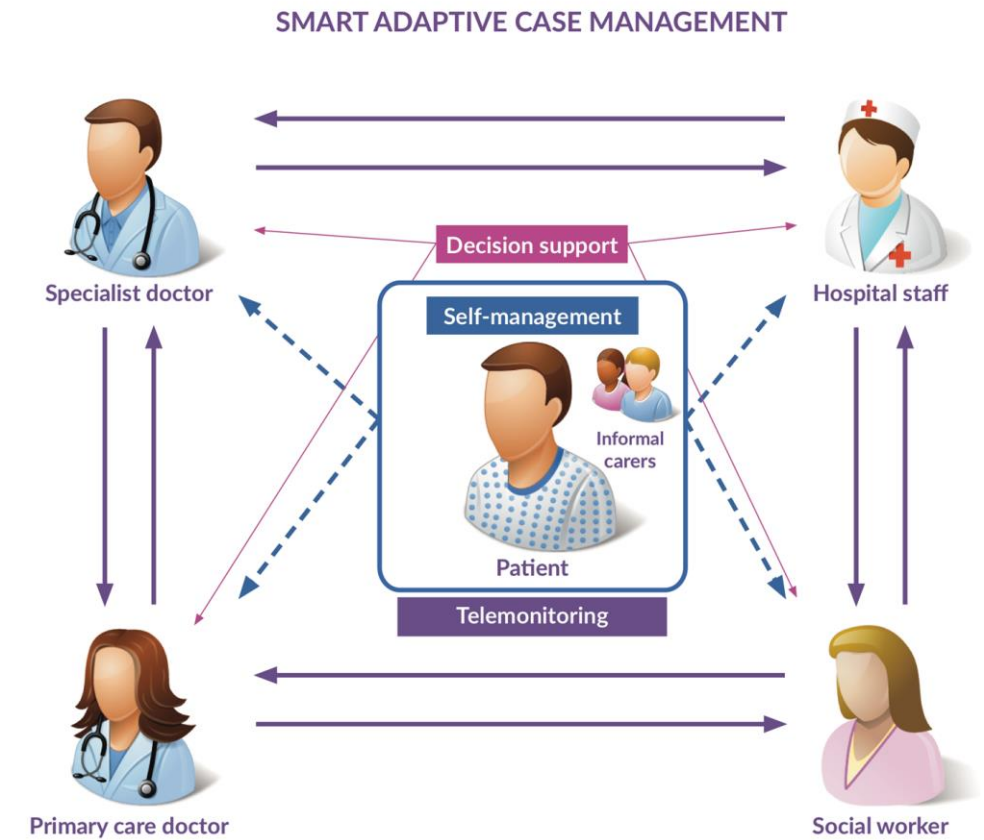 SMART ADAPTIVE CASE MANAGEMENT
Decision support
Specialist doctor
Hospital staff
Self-management
Informal
carers
Patient
Telemonitoring
Primary care doctor
Social worker